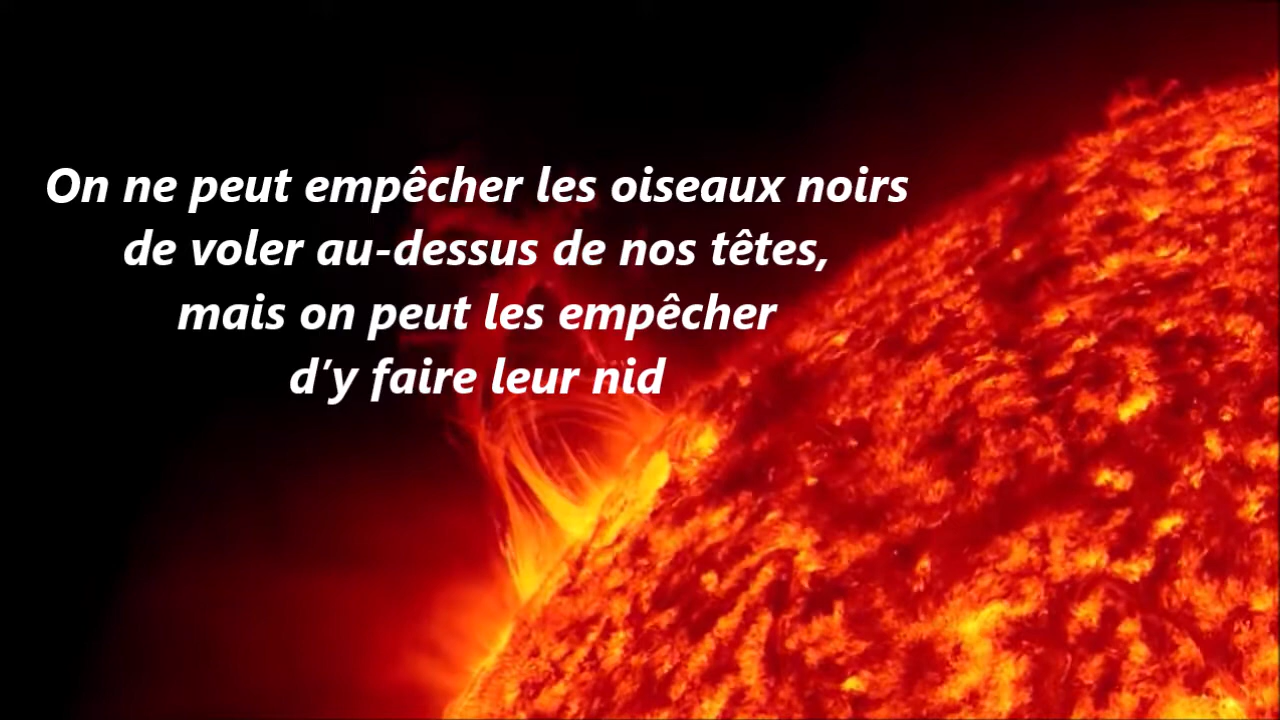 On ne peut empêcher les oiseaux noirs
de voler au-dessus de nos têtes,
mais on peut les empêcher
d’y faire leur nid